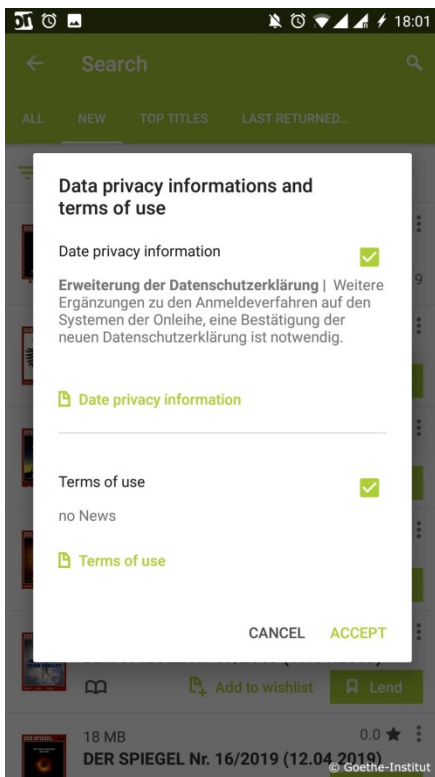 18:01
Search
ALL NEW TOP TITLES LAST RETURNED...
Data privacy informations and
terms of use
Date privacy information
Erweiterung der Datenschutzerklärung | Weitere
Ergänzungen zu den Anmeldeverfahren auf den
Systemen der Onleihe, eine Bestätigung der
neuen Datenschutzerklärung ist notwendig.
9
Date privacy information
Terms of use
no News
Terms of use
CANCEL ACCEPT
Add to wishlist Lend
18 MB 0.0
DER SPIEGEL Nr. 16/2019 (12.04.2019)
© Goethe-Institut